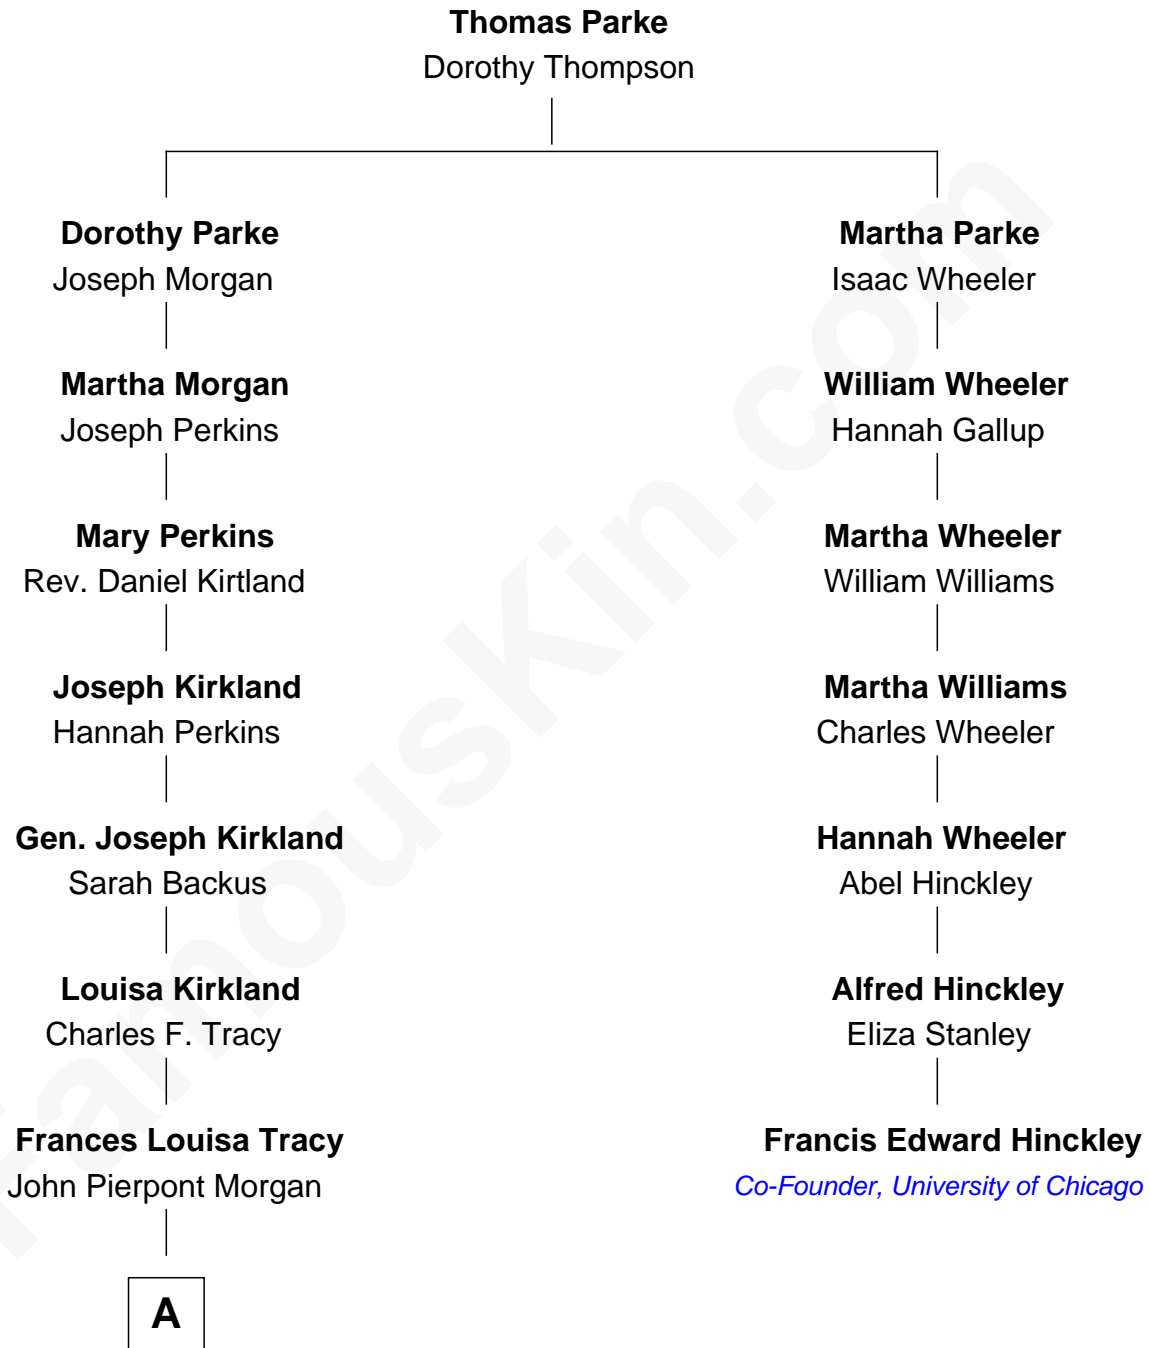 Thomas Parke
Dorothy Thompson
Dorothy Parke
Joseph Morgan
Martha Morgan
Joseph Perkins
Mary Perkins
Rev. Daniel Kirtland
Joseph Kirkland
Hannah Perkins
Gen. Joseph Kirkland
Sarah Backus
Louisa Kirkland
Charles F. Tracy
Frances Louisa Tracy
John Pierpont Morgan
A
Martha Parke
Isaac Wheeler
William Wheeler
Hannah Gallup
Martha Wheeler
William Williams
Martha Williams
Charles Wheeler
Hannah Wheeler
Abel Hinckley
Alfred Hinckley
Eliza Stanley
Francis Edward Hinckley
Co-Founder, University of Chicago
FamousKin.com